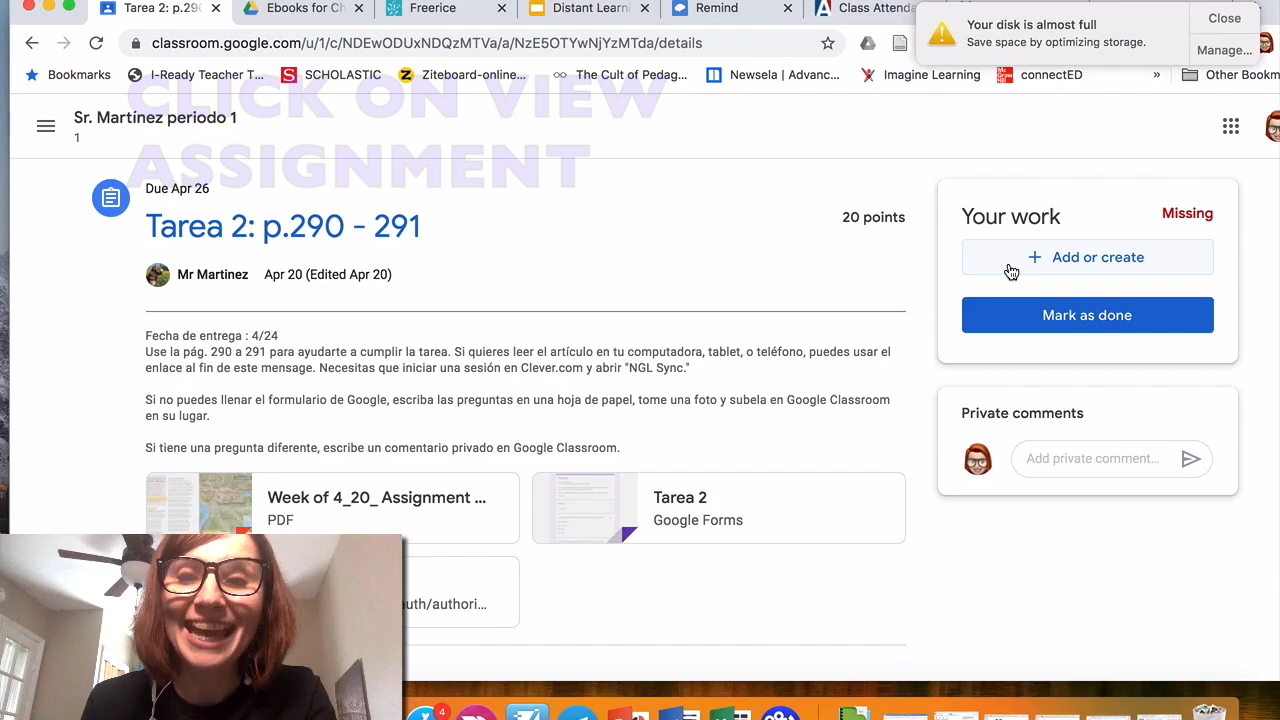 Tarea 2: p.29
Ebooks for Ch
Freerice
Distant Learni
Remind
Class Attenda
Your disk is almost full
Save space by optimizing storage.
Close
Manage...
classroom.google.com/u/1/c/NDEwODUxNDQzMTVa/a/NzE5OTYwNjYzMTda/details
Bookmarks
I-Ready Teacher T...
SCHOLASTIC
Ziteboard-online...
The Cult of Pedag...
Newsela | Advanc...
Imagine Learning
connectED
»
Other Bookm
CLICK ON VIEW
ASSIGNMENT
Sr. Martínez periodo 1
1
Due Apr 26
Tarea 2: p.290 - 291
20 points
Mr Martinez Apr 20 (Edited Apr 20)
Fecha de entrega : 4/24
Use la pág. 290 a 291 para ayudarte a cumplir la tarea. Si quieres leer el artículo en tu computadora, tablet, o teléfono, puedes usar el
enlace al fin de este mensage. Necesitas que iniciar una sesión en Clever.com y abrir "NGL Sync."
Si no puedes llenar el formulario de Google, escriba las preguntas en una hoja de papel, tome una foto y subela en Google Classroom
en su lugar.
Si tiene una pregunta diferente, escribe un comentario privado en Google Classroom.
Week of 4_20_ Assignment ...
PDF
Tarea 2
Google Forms
uth/authori...
Your work
Missing
+ Add or create
Mark as done
Private comments
Add private comment...
4